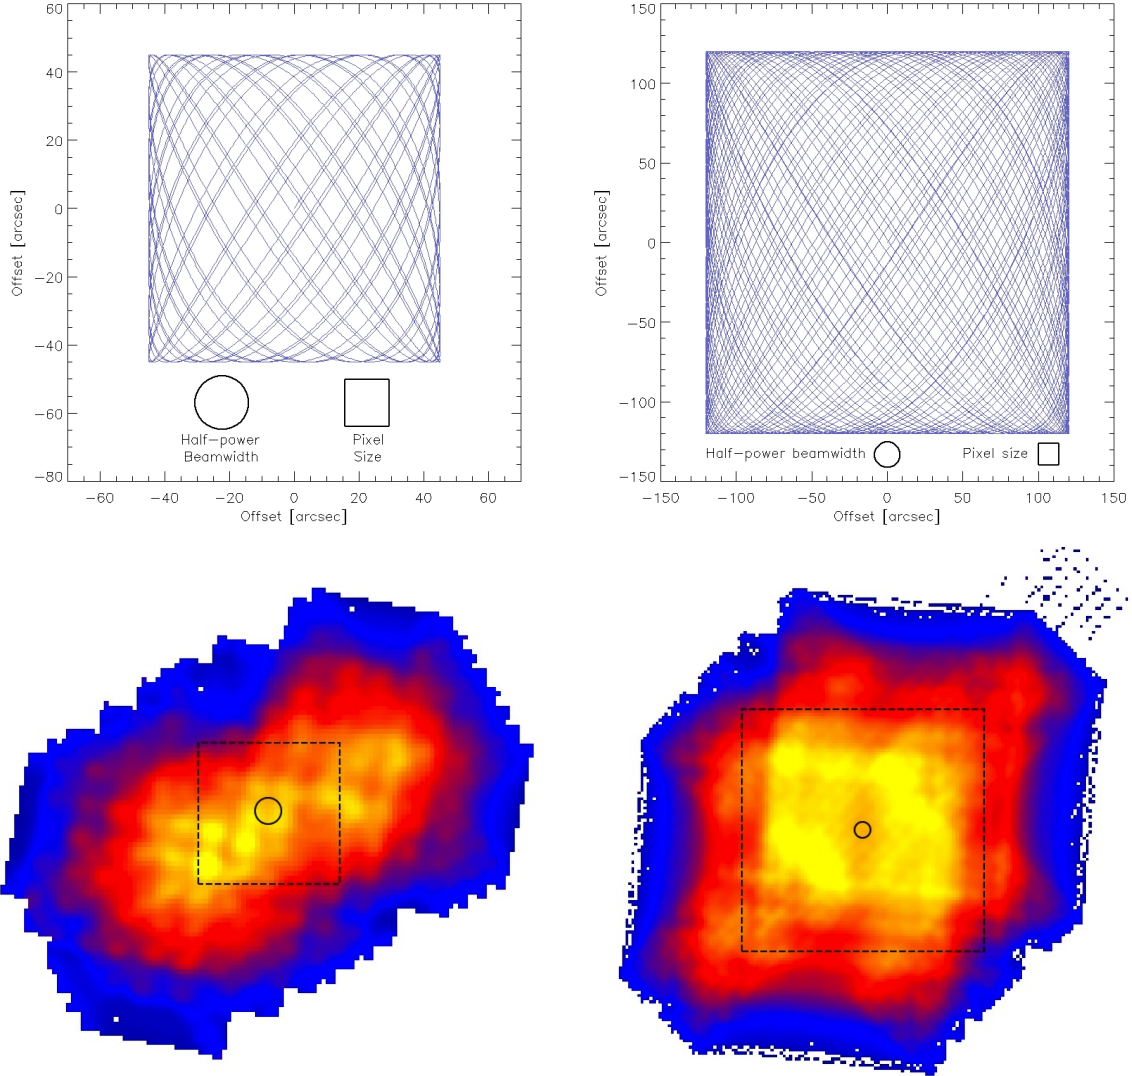 60
40
20
0
−20
−40
−60
−80
Offset [arcsec]
Half−power
Beamwidth
Pixel
Size
−60 −40 −20 0 20 40 60
Offset [arcsec]
150
100
50
0
−50
−100
−150
Offset [arcsec]
Half−power beamwidth
Pixel size
−150 −100 −50 0 50 100 150
Offset [arcsec]